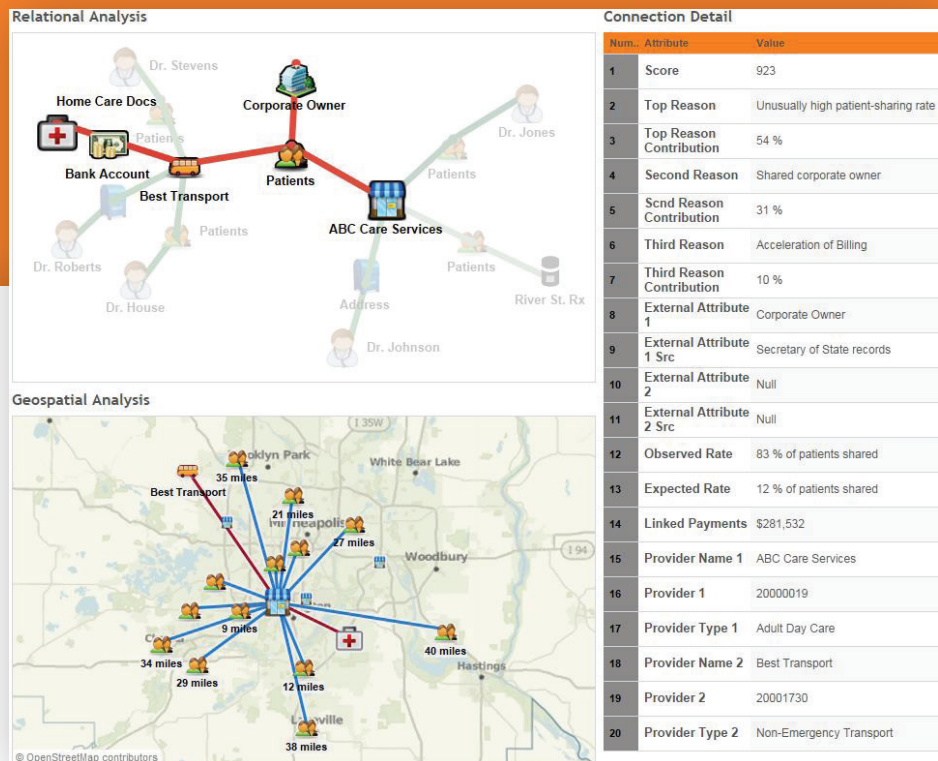 Relational Analysis
Dr. Stevens
Home Care Docs
Corporate Owner
Patients
Dr. Jones
Bank Account
Patients
Patients
Best Transport
Patients
ABC Care Services
Dr. Roberts
Patients
Dr. House
Address
River St. Rx
Dr. Johnson
Geospatial Analysis
I 35W
oklyn Park
White Bear Lake
35 miles
Best Transport
21 miles
27 miles
Woodbury
I 94
9 miles
40 miles
34 miles
Hastings
29 miles
12 miles
38 miles
© OpenStreetMap contributors
Connection Detail
Num.. Attribute Value
1 Score 923
2 Top Reason Unusually high patient-sharing rate
3 Top Reason Contribution 54 %
4 Second Reason Shared corporate owner
5 Scnd Reason Contribution 31 %
6 Third Reason Acceleration of Billing
7 Third Reason Contribution 10 %
8 External Attribute 1 Corporate Owner
9 External Attribute 1 Src Secretary of State records
10 External Attribute 2 Null
11 External Attribute 2 Src Null
12 Observed Rate 83 % of patients shared
13 Expected Rate 12 % of patients shared
14 Linked Payments $281,532
15 Provider Name 1 ABC Care Services
16 Provider 1 20000019
17 Provider Type 1 Adult Day Care
18 Provider Name 2 Best Transport
19 Provider 2 20001730
20 Provider Type 2 Non-Emergency Transport